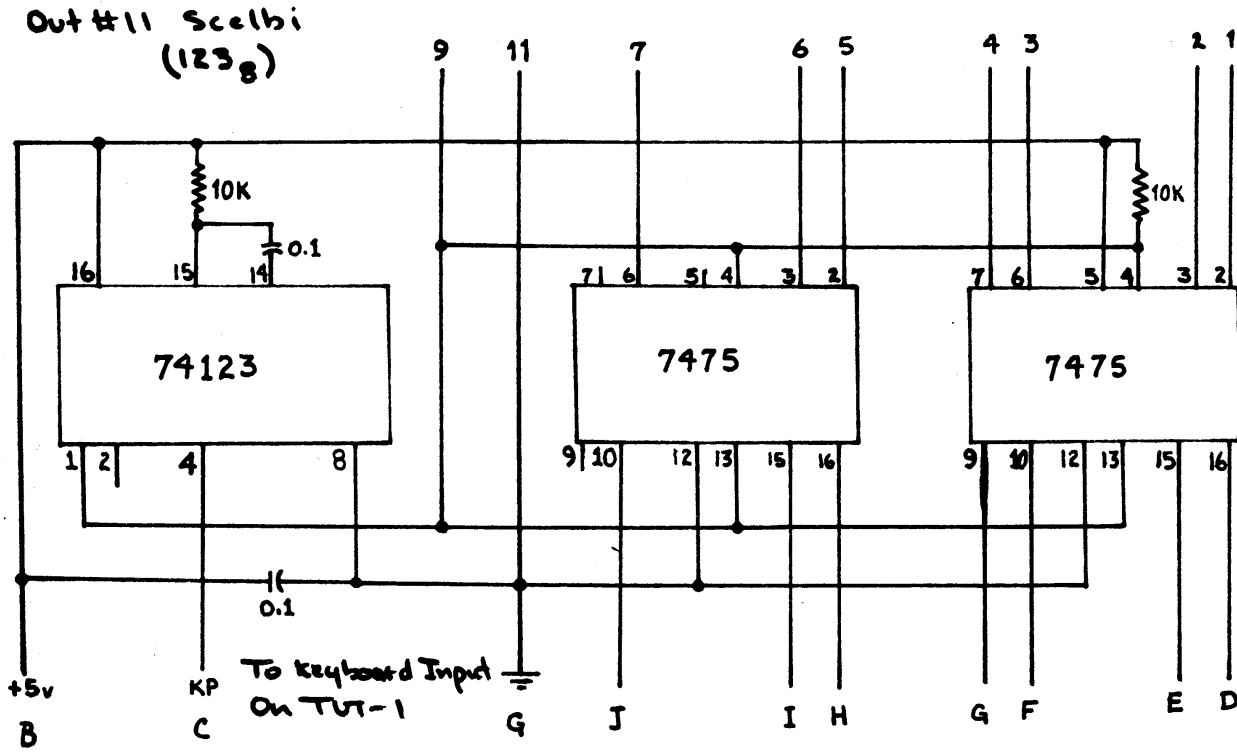 Out #11 Scelbi
(123₈)
9 11 7 6 5 4 3 2 1
10K 10K
0.1
16 15 14 7 6 5 4 3 2 7 6 5 4 3 2
74123 7475 7475
1 2 4 8 9 10 12 13 15 16 9 10 12 13 15 16
0.1
+5v KP To Keyboard Input
On TVT-1
B C G J I H G F E D